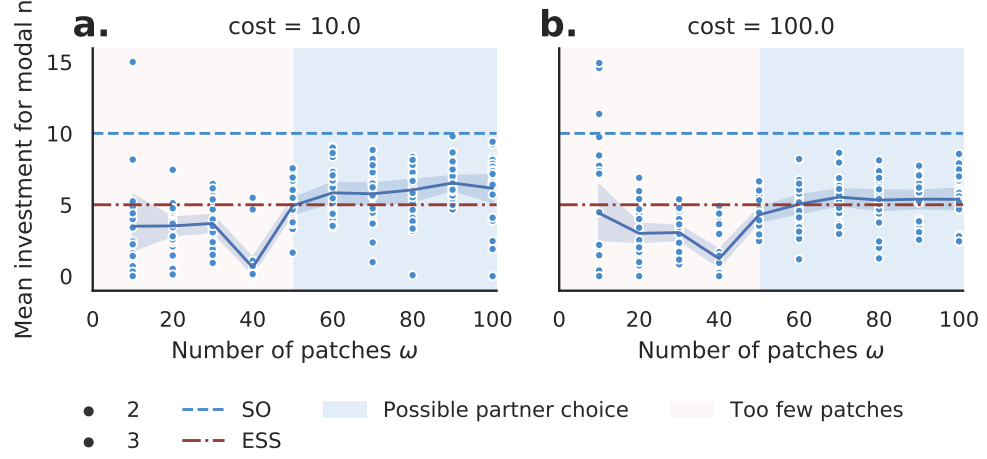 a.
cost = 10.0
b.
cost = 100.0
Mean investment for modal
15
10
5
0
0
20
40
60
80
100
0
20
40
60
80
100
Number of patches ω
Number of patches ω
2
SO
Possible partner choice
Too few patches
3
ESS